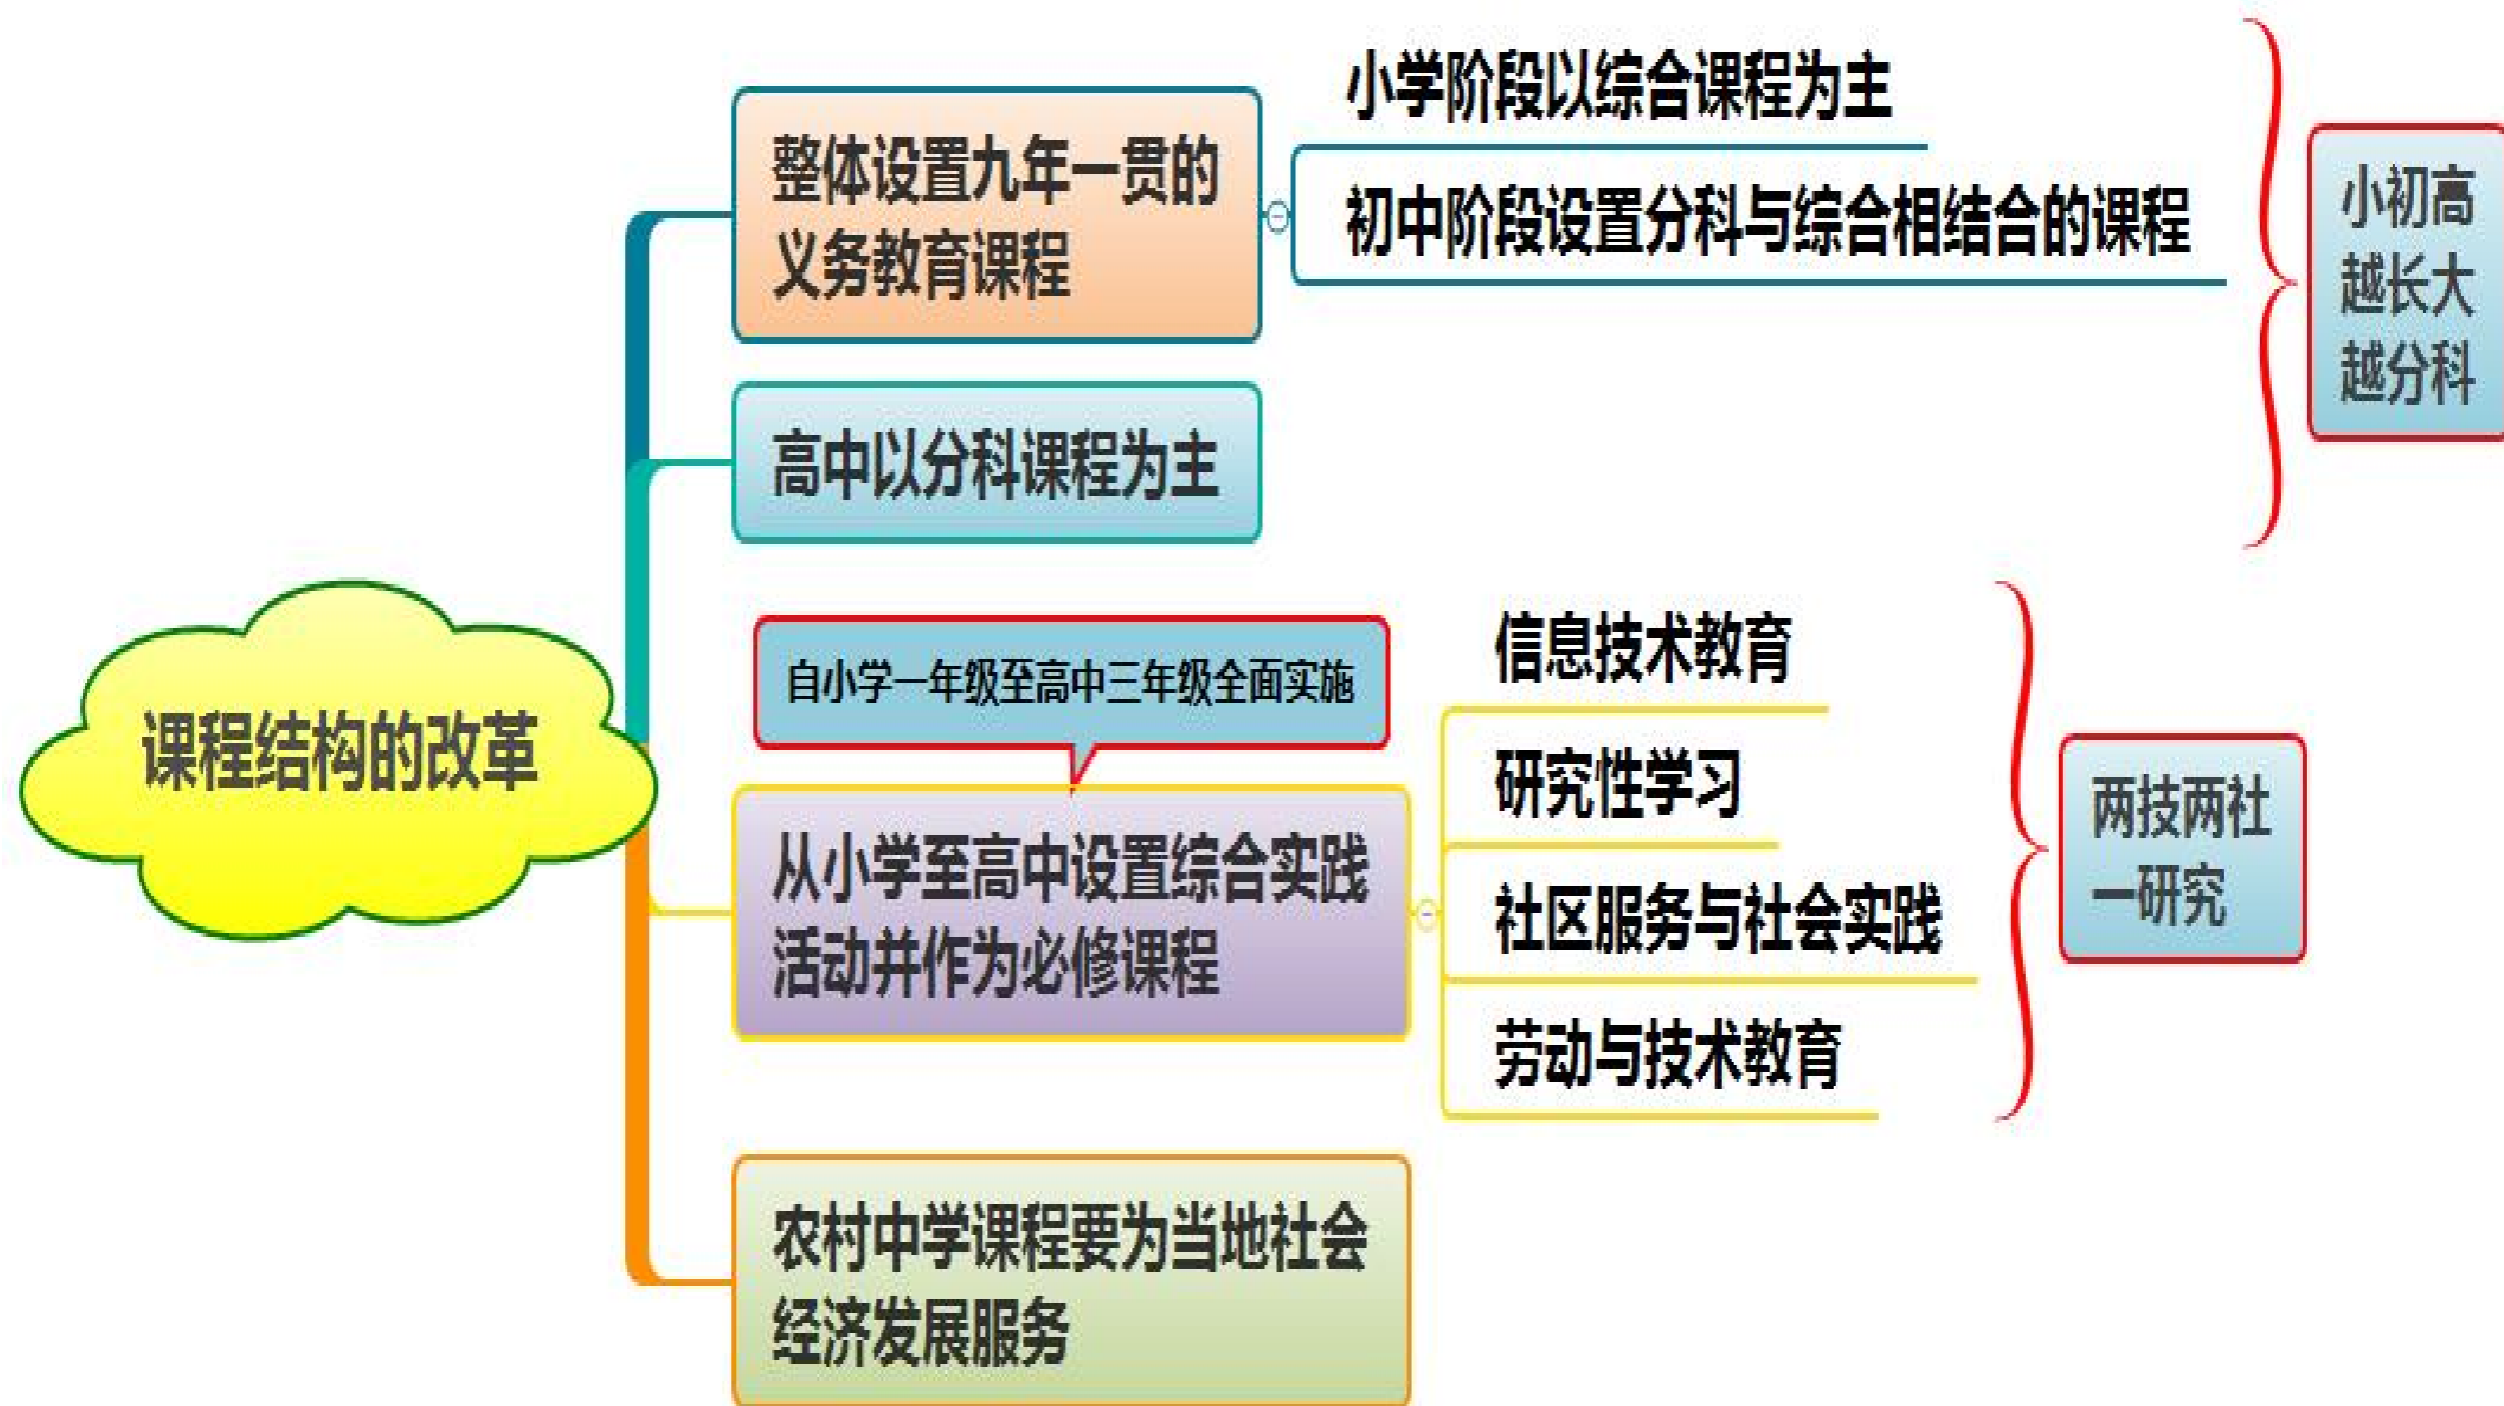 课程结构的改革
整体设置九年一贯的
义务教育课程
小学阶段以综合课程为主
初中阶段设置分科与综合相结合的课程
高中以分科课程为主
小初高
越长大
越分科
自小学一年级至高中三年级全面实施
从小学至高中设置综合实践
活动并作为必修课程
信息技术教育
研究性学习
社区服务与社会实践
劳动与技术教育
两技两社
一研究
农村中学课程要为当地社会
经济发展服务